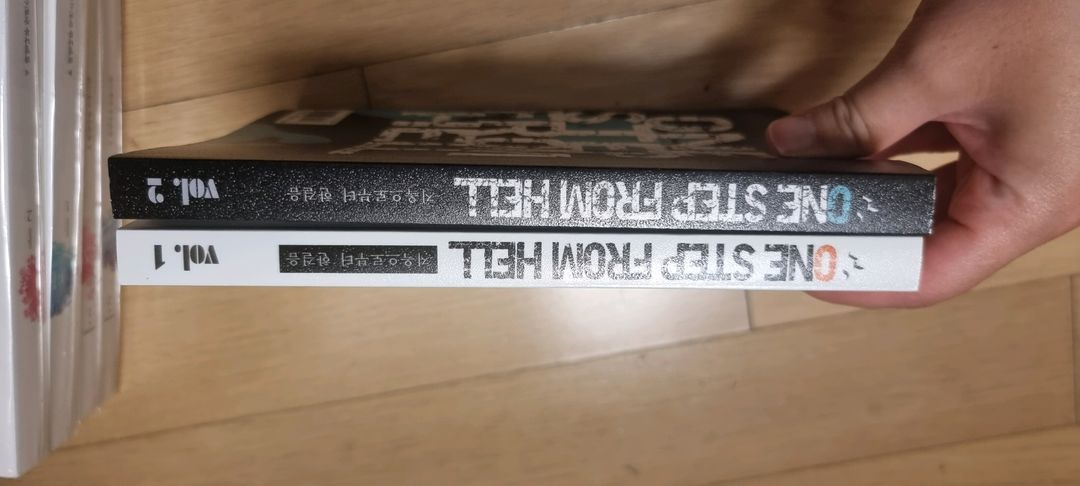 ONE STEP FROM HELL 지옥으로부터 한걸음 vol. 1
ONE STEP FROM HELL 지옥으로부터 한걸음 vol. 2